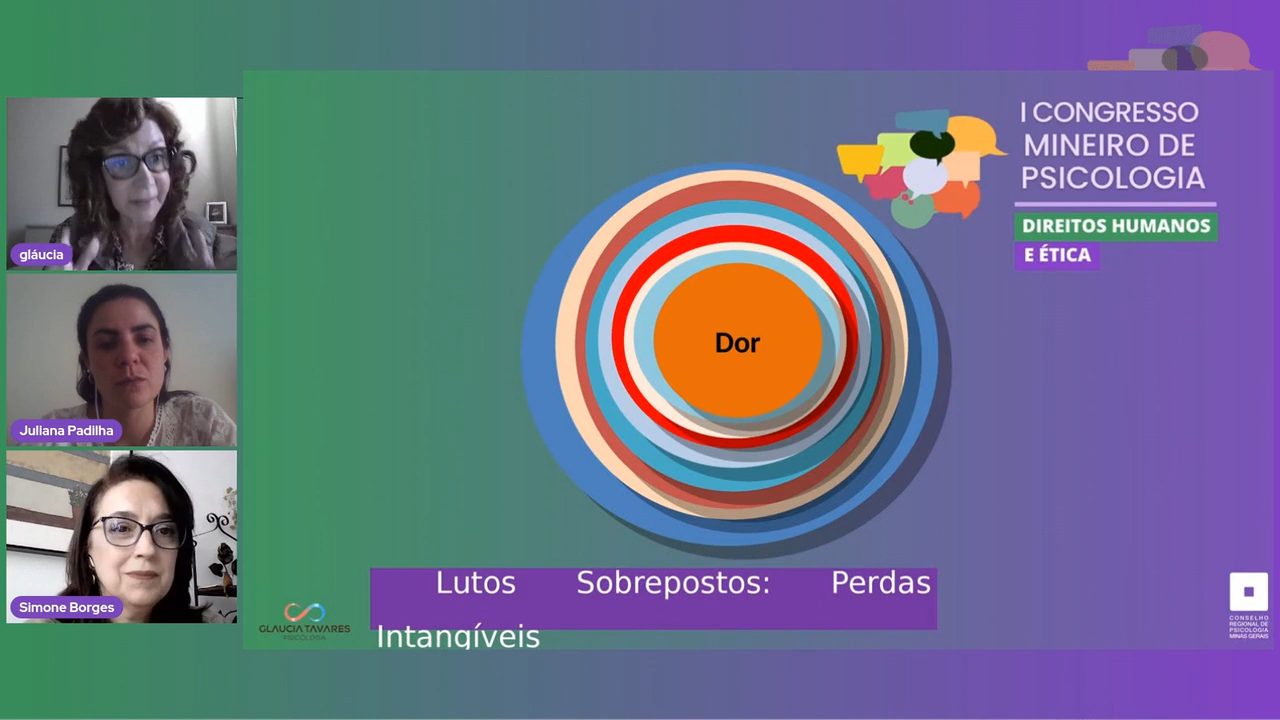 I CONGRESSO
MINEIRO DE
PSICOLOGIA
DIREITOS HUMANOS
E ÉTICA
gláucia
Juliana Padilha
Simone Borges
Dor
Lutos Sobrepostos: Perdas
Intangíveis
GLAUCIA TAVARES
PSICOLOGIA
CONSELHO
REGIONAL DE
PSICOLOGIA
MINAS GERAIS